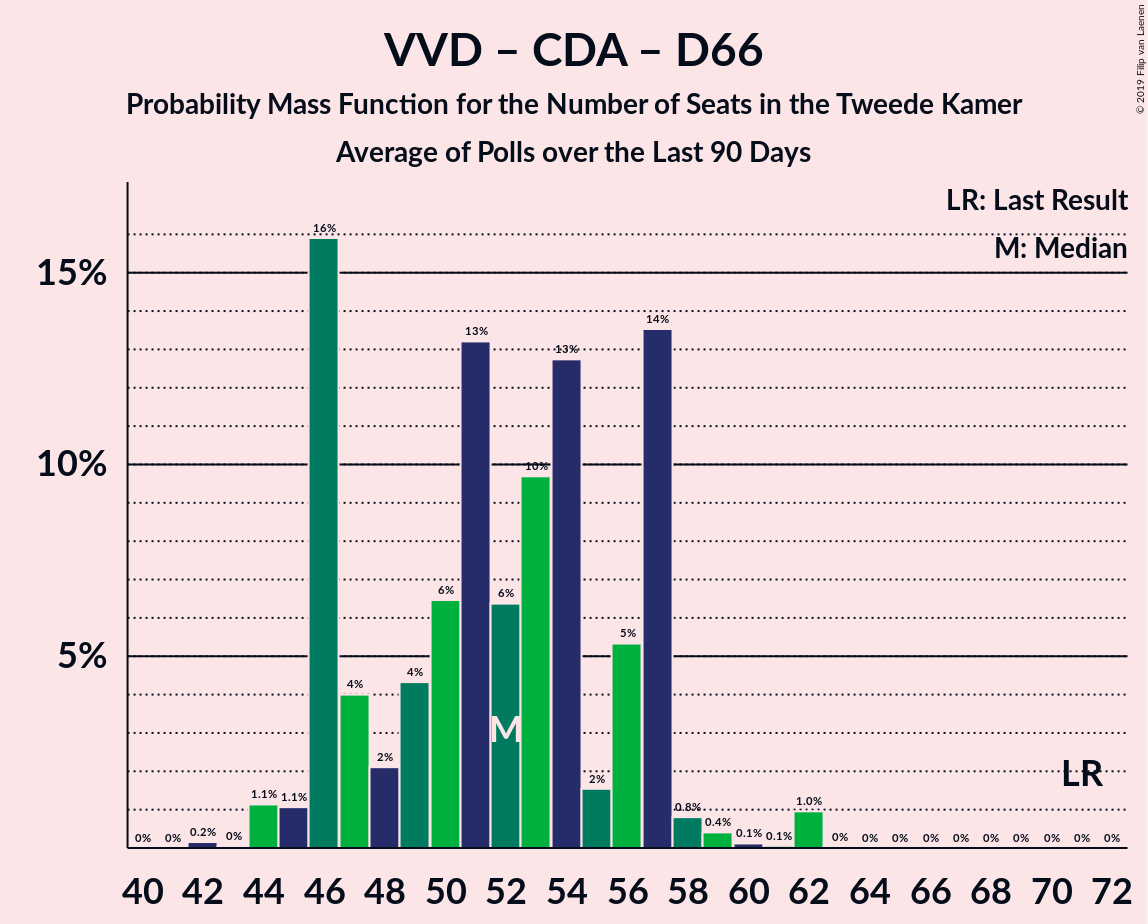 VVD – CDA – D66
Probability Mass Function for the Number of Seats in the Tweede Kamer
Average of Polls over the Last 90 Days
© 2019 Filip van Laenen
LR: Last Result
M: Median
15%
10%
5%
0% 0% 0.2% 0% 1.1% 1.1% 16% 4% 2% 4% 6% 13% 6% 10% 13% 2% 5% 14% 0.8% 0.4% 0.1% 0.1% 1.0% 0% 0% 0% 0% 0% 0% 0% 0% 0% 0%
M
LR
40 42 44 46 48 50 52 54 56 58 60 62 64 66 68 70 72